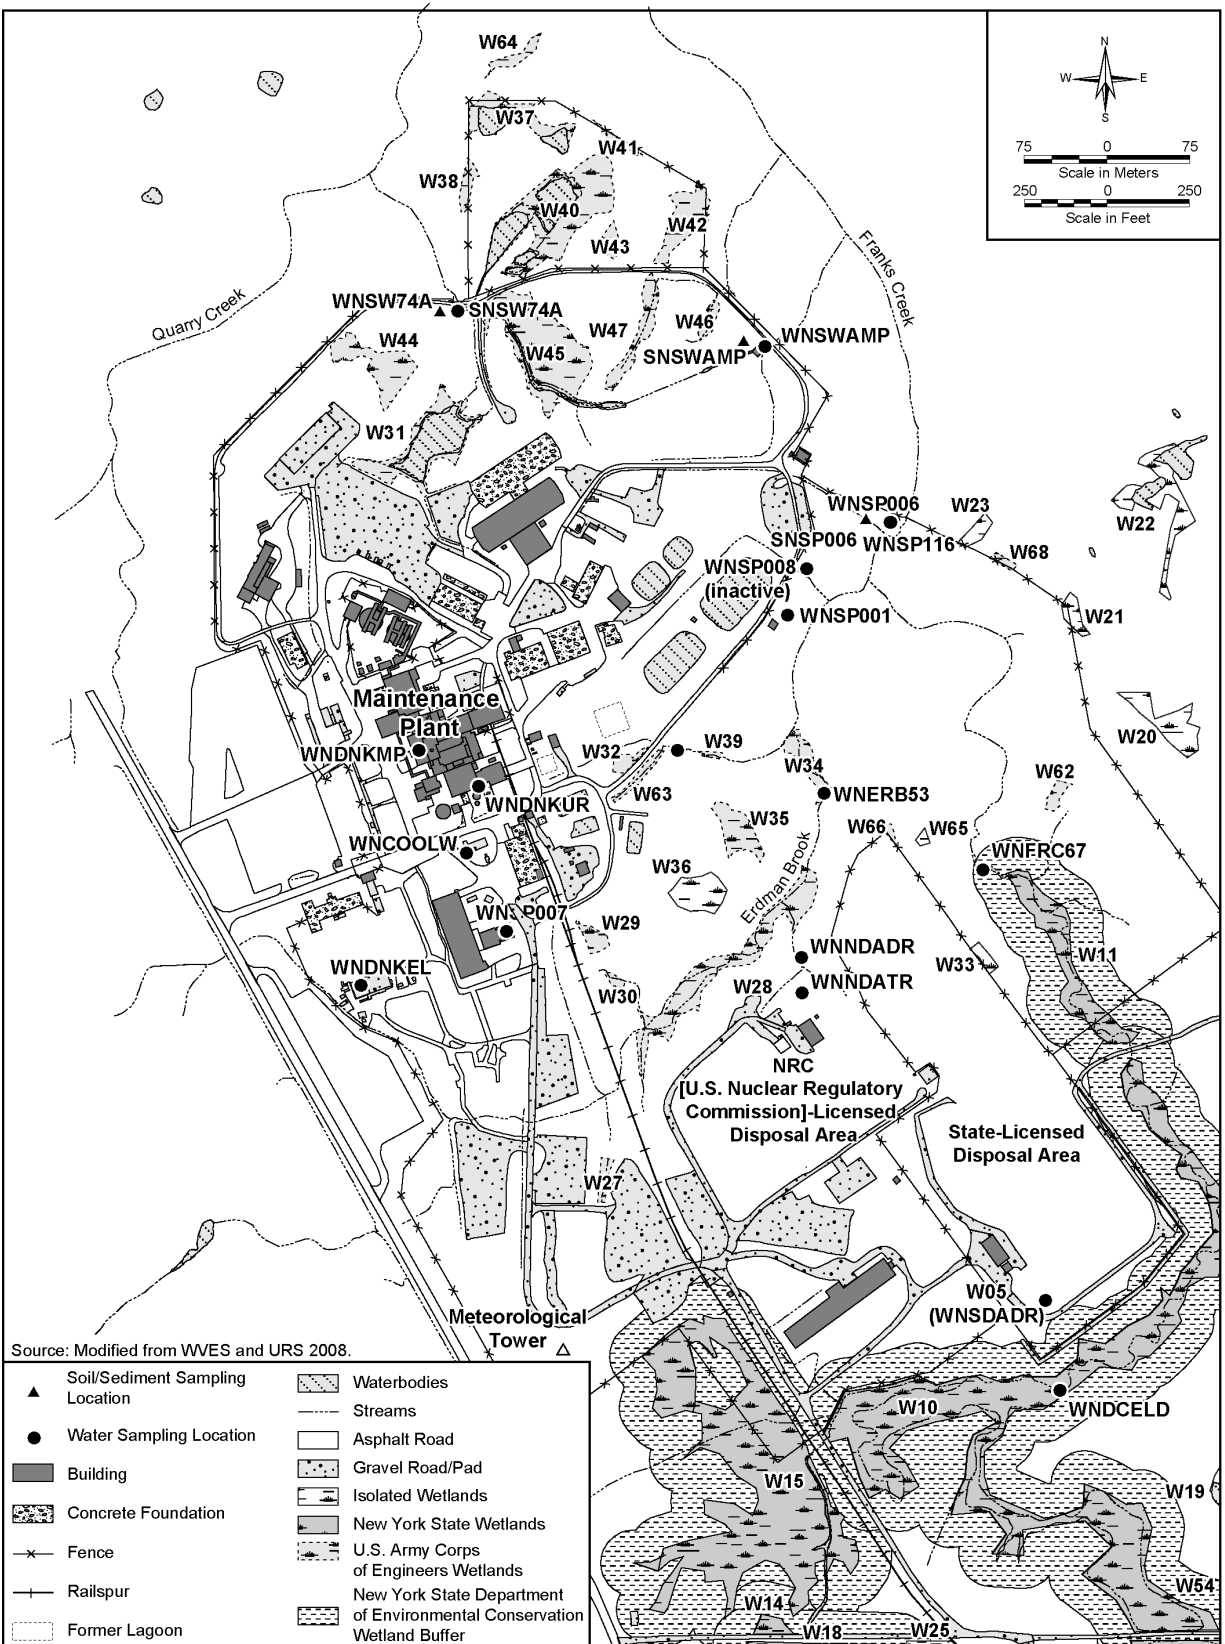 W64
N
W E
S
75 0 75
Scale in Meters
250 0 250
Scale in Feet
W37
W41
W38
W40
W42
W43
Franks Creek
Quarry Creek
WNSW74A
SNSW74A
W44
W47
W46
W45
SNSWAMP
WNSWAMP
W31
WNSP006
W23
W22
SNSP006
WNSP116
W68
WNSP008
(inactive)
WNSP001
W21
Maintenance
Plant
WNDNKMP
W32
W39
W34
W20
W63
W62
WNDNKUR
WNERB53
W35
W66
W65
WNCOOLW
WNFRC67
W36
Erdman Brook
WNSP007
W29
WNNDADR
W11
W33
WNDNKEL
WNNDATR
W30
W28
NRC
[U.S. Nuclear Regulatory
Commission]-Licensed
Disposal Area
State-Licensed
Disposal Area
W27
W05
(WNSDADR)
Meteorological
Tower
Source: Modified from WVES and URS 2008.
W10
WNDCELD
W15
W19
W54
W14
W18
W25
Soil/Sediment Sampling
Location
Water Sampling Location
Building
Concrete Foundation
Fence
Railspur
Former Lagoon
Waterbodies
Streams
Asphalt Road
Gravel Road/Pad
Isolated Wetlands
New York State Wetlands
U.S. Army Corps
of Engineers Wetlands
New York State Department
of Environmental Conservation
Wetland Buffer